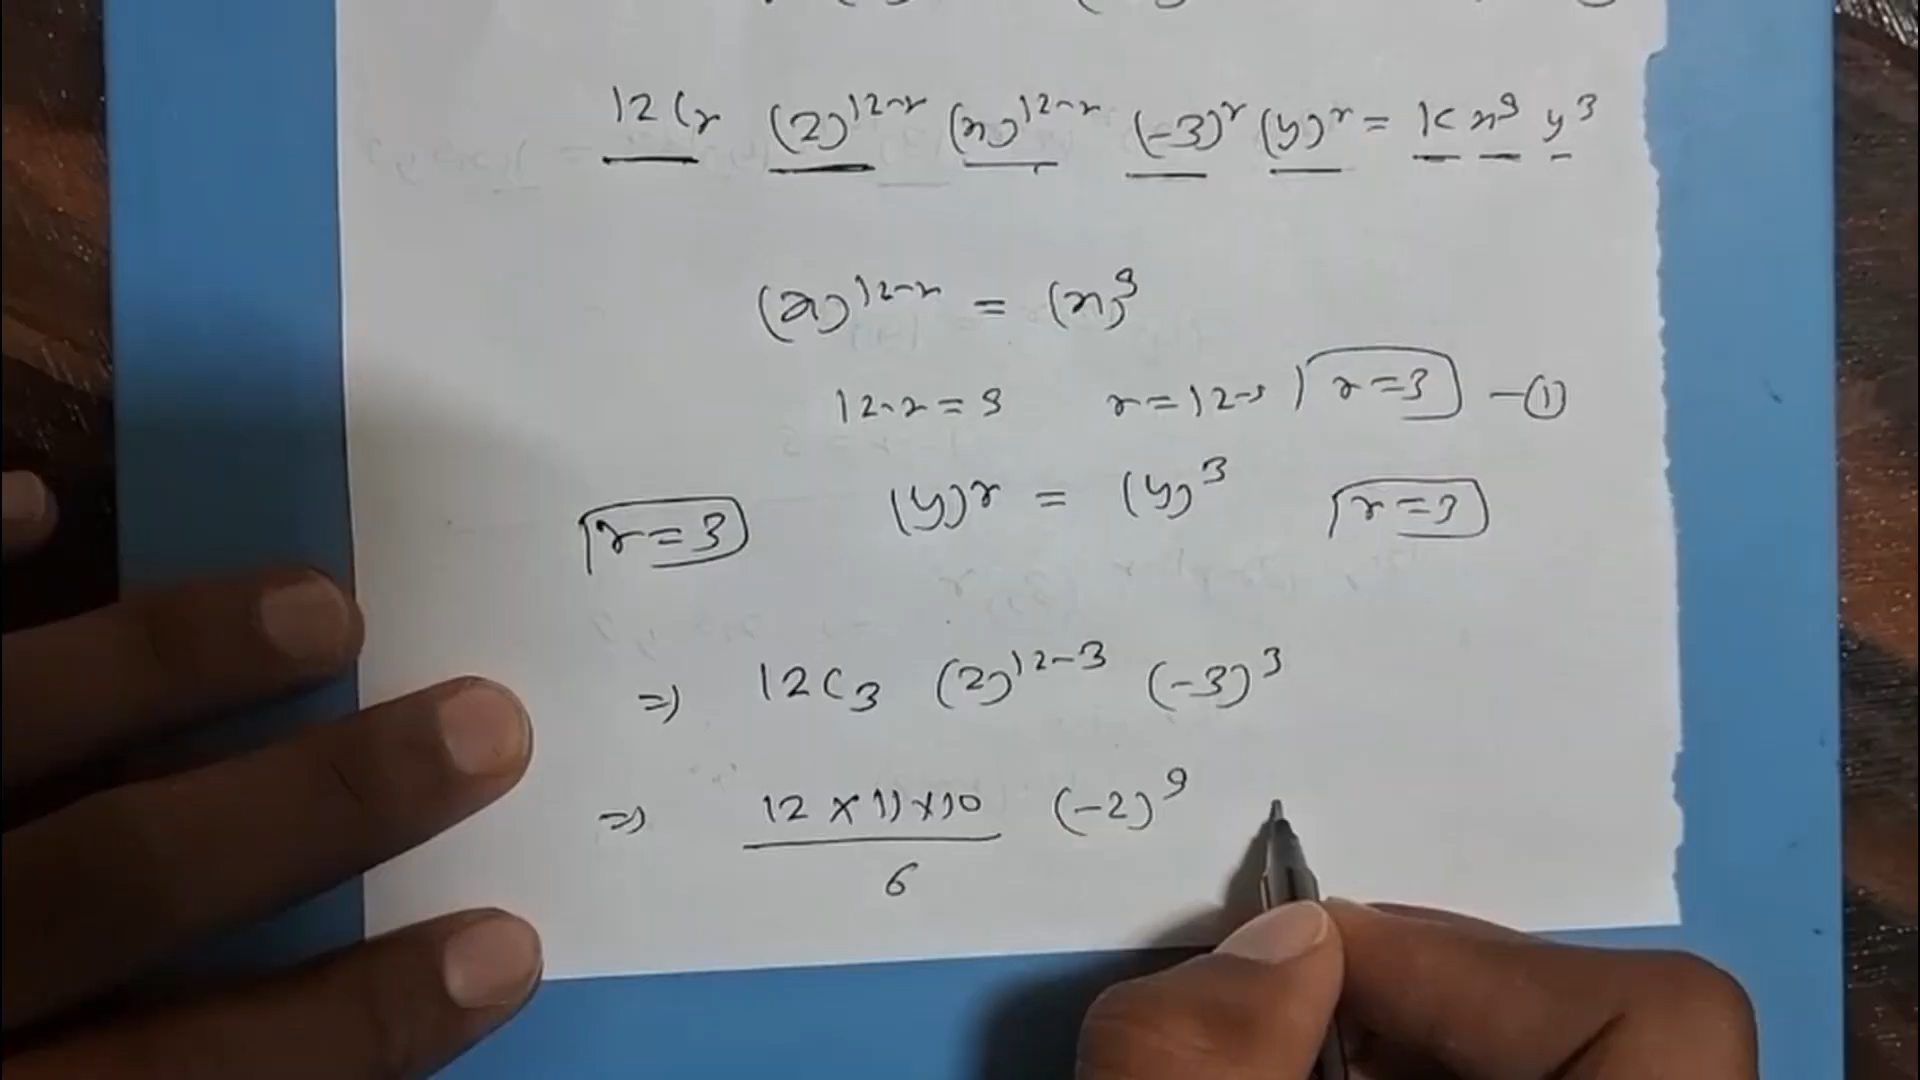 12Cr (2)^12-r (x)^12-r (-3)^r (y)^r = K x^9 y^3
(x)^12-r = (x)^9
12-r = 9 r = 12-9 r = 3 - ①
r = 3 (y)^r = (y)^3 r = 3
⇒ 12C3 (2)^12-3 (-3)^3
⇒ 12 × 11 × 10 / 6 (-2)^9